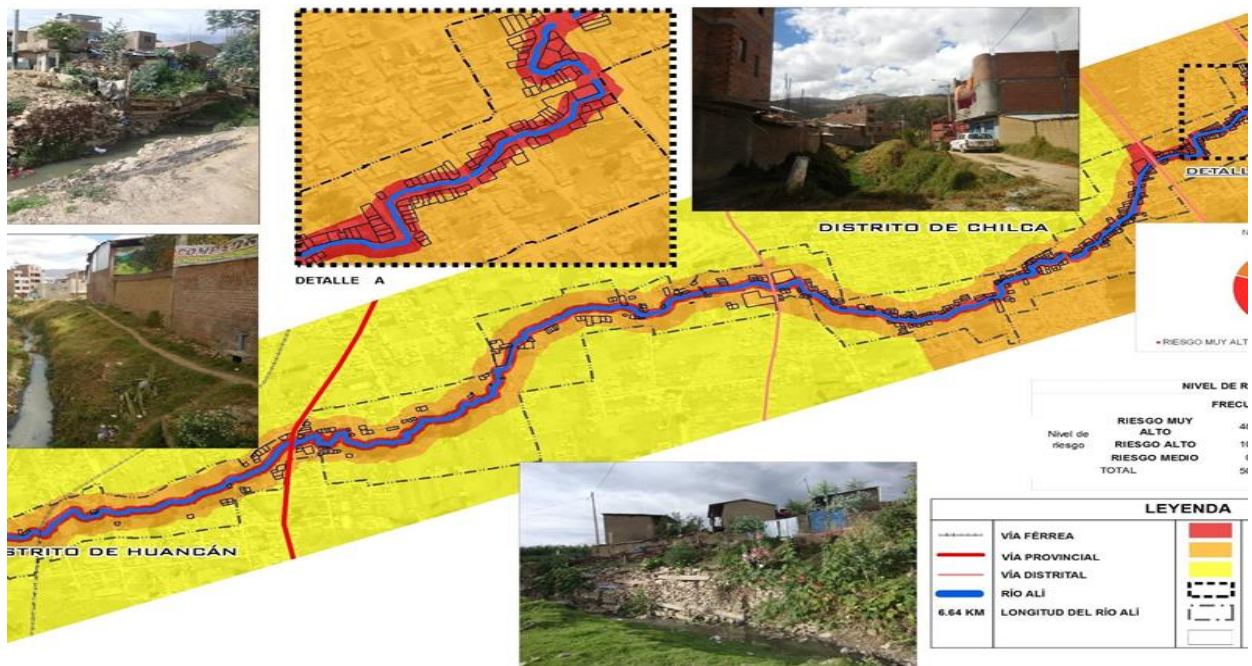 DETALLE A
DISTRITO DE CHILCA
STRITO DE HUANCÁN
DETALL
RIESGO MUY ALT
NIVEL DE R
FRECU
Nivel de riesgo
RIESGO MUY ALTO
RIESGO ALTO
RIESGO MEDIO
TOTAL
LEYENDA
VÍA FÉRREA
VÍA PROVINCIAL
VÍA DISTRITAL
RÍO ALÍ
6.64 KM LONGITUD DEL RÍO ALÍ